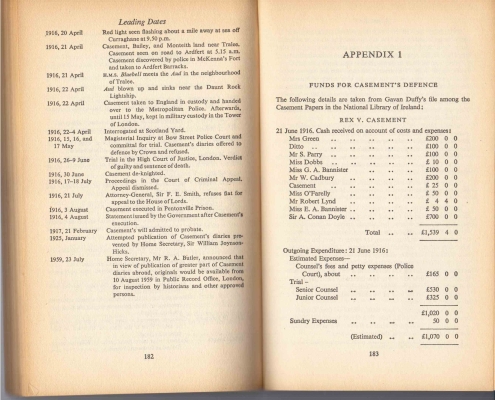 Leading Dates
1916, 20 April Red light seen flashing about a mile away at sea off
Curraghane at 9.50 p.m.
1916, 21 April Casement, Bailey, and Monteith land near Tralee.
Casement seen on road to Ardfert at 5.15 a.m.
Casement discovered by police in McKenna's Fort
and taken to Ardfert Barracks.
1916, 21 April H.M.S. Bluebell meets the Aud in the neighbourhood
of Tralee.
1916, 22 April Aud blown up and sinks near the Daunt Rock
Lightship.
1916, 22 April Casement taken to England in custody and handed
over to the Metropolitan Police. Afterwards,
until 15 May, kept in military custody in the Tower
of London.
1916, 22-4 April Interrogated at Scotland Yard.
1916, 15, 16, and Magisterial Inquiry at Bow Street Police Court and
17 May committal for trial. Casement's diaries offered to
defence by Crown and refused.
1916, 26-9 June Trial in the High Court of Justice, London. Verdict
of guilty and sentence of death.
1916, 30 June Casement de-knighted.
1916, 17-18 July Proceedings in the Court of Criminal Appeal.
Appeal dismissed.
1916, 21 July Attorney-General, Sir F. E. Smith, refuses fiat for
appeal to the House of Lords.
1916, 3 August Casement executed in Pentonville Prison.
1916, 4 August Statement issued by the Government after Casement's
execution.
1917, 21 February Casement's will admitted to probate.
1925, January Attempted publication of Casement's diaries pre-
vented by Home Secretary, Sir William Joynson-
Hicks.
1959, 23 July Home Secretary, Mr R. A. Butler, announced that
in view of publication of greater part of Casement
diaries abroad, originals would be available from
10 August 1959 in Public Record Office, London,
for inspection by historians and other approved
persons.
182
APPENDIX 1
FUNDS FOR CASEMENT'S DEFENCE
The following details are taken from Gavan Duffy's file among the
Casement Papers in the National Library of Ireland:
REX V. CASEMENT
21 June 1916. Cash received on account of costs and expenses:
Mrs Green .. .. .. .. £200 0 0
Ditto .. .. .. .. £100 0 0
Mr S. Parry .. .. .. .. £100 0 0
Miss Dobbs .. .. .. .. £ 10 0 0
Miss G. A. Bannister .. .. .. £100 0 0
Mr W. Cadbury .. .. .. £200 0 0
Casement .. .. .. .. £ 25 0 0
Miss O'Farelly .. .. .. .. £ 50 0 0
Mr Robert Lynd .. .. .. £ 4 4 0
Miss E. A. Bannister .. .. .. £ 50 0 0
Sir A. Conan Doyle .. .. .. £700 0 0
Total .. .. £1,539 4 0
Outgoing Expenditure: 21 June 1916:
Estimated Expenses—
Counsel's fees and petty expenses (Police
Court), about .. .. .. .. £165 0 0
Trial –
Senior Counsel .. .. .. £530 0 0
Junior Counsel .. .. .. £325 0 0
£1,020 0 0
Sundry Expenses .. .. .. .. 50 0 0
(Estimated) .. .. £1,070 0 0
183